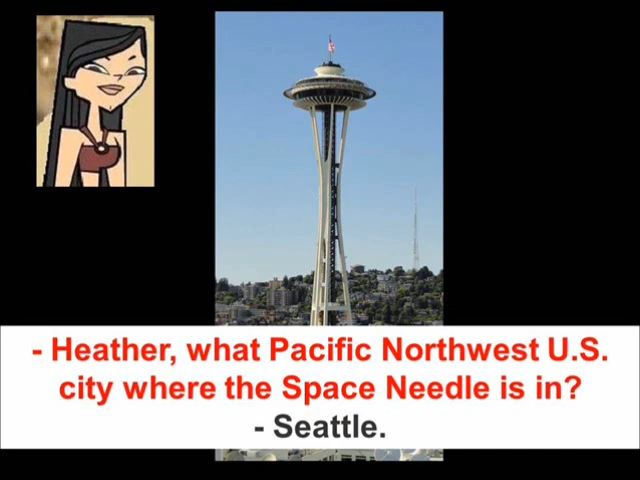 - Heather, what Pacific Northwest U.S.
city where the Space Needle is in?
- Seattle.